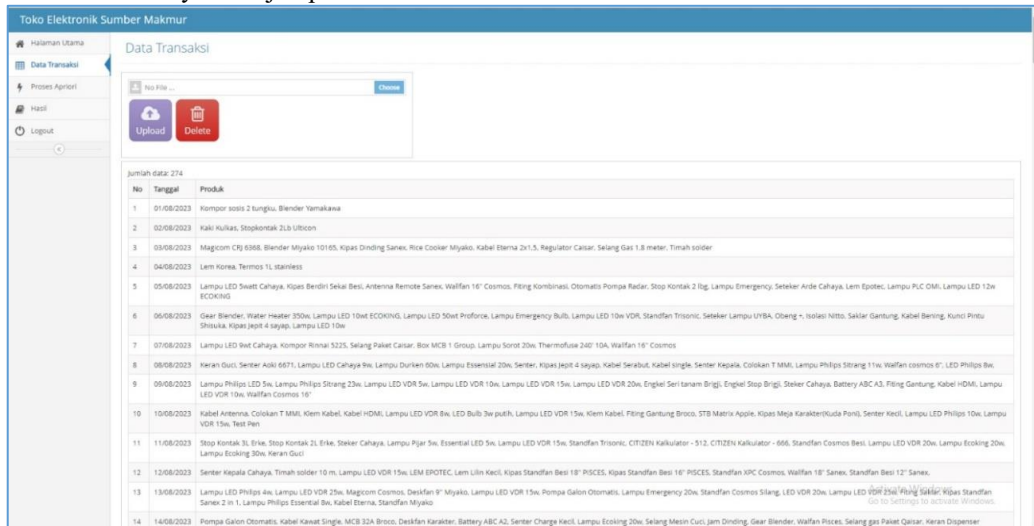 Toko Elektronik Sumber Makmur
Halaman Utama
Data Transaksi
Proses Apriori
Hasil
Logout
Data Transaksi
No File ...
Choose
Upload
Delete
Jumlah data: 274
No Tanggal Produk
1 01/08/2023 Kompor sosis 2 tungku, Blender Yamakawa
2 02/08/2023 Kaki Kulkas, Stopkontak 2Lb Ulticon
3 03/08/2023 Magicom CRJ 6368, Blender Miyako 10165, Kipas Dinding Sanex, Rice Cooker Miyako, Kabel Eterna 2x1,5, Regulator Caisar, Selang Gas 1,8 meter, Timah solder
4 04/08/2023 Lem Korea, Termos 1L stainless
5 05/08/2023 Lampu LED 5watt Cahaya, Kipas Berdiri Sekai Besi, Antenna Remote Sanex, Wallfan 16" Cosmos, Fiting Kombinasi, Otomatis Pompa Radar, Stop Kontak 2 lbg, Lampu Emergency, Seteker Arde Cahaya, Lem Epotec, Lampu PLC OMI, Lampu LED 12w
ECOKING
6 06/08/2023 Gear Blender, Water Heater 350w, Lampu LED 10wt ECOKING, Lampu LED 50wt Proforce, Lampu Emergency Bulb, Lampu LED 10w VDR, Standfan Trisonic, Seteker Lampu UYBA, Obeng +, Isolasi Nitto, Saklar Gantung, Kabel Bening, Kunci Pintu
Shisuka, Kipas Jepit 4 sayap, Lampu LED 10w
7 07/08/2023 Lampu LED 9wt Cahaya, Kompor Rinnai 522S, Selang Paket Caisar, Box MCB 1 Group, Lampu Sorot 20w, Thermofuse 240' 10A, Wallfan 16" Cosmos
8 08/08/2023 Keran Guci, Senter Aoki 6671, Lampu LED Cahaya 9w, Lampu Durken 60w, Lampu Essensial 20w, Senter, Kipas Jepit 4 sayap, Kabel Serabut, Kabel single, Senter Kepala, Colokan T MMI, Lampu Philips Sitrang 11w, Walfan cosmos 6", LED Philips 8w,
9 09/08/2023 Lampu Philips LED 5w, Lampu Philips Sitrang 23w, Lampu LED VDR 5w, Lampu LED VDR 10w, Lampu LED VDR 15w, Lampu LED VDR 20w, Engkel Seri tanam Brigji, Engkel Stop Brigji, Steker Cahaya, Battery ABC A3, Fiting Gantung, Kabel HDMI, Lampu
LED VDR 10w, Wallfan Cosmos 16"
10 10/08/2023 Kabel Antenna, Colokan T MMI, Klem Kabel, Kabel HDMI, Lampu LED VDR 8w, LED Bulb 3w putih, Lampu LED VDR 15w, Klem Kabel, Fiting Gantung Broco, STB Matrix Apple, Kipas Meja Karakter(Kuda Poni), Senter Kecil, Lampu LED Philips 10w, Lampu
VDR 15w, Test Pen
11 11/08/2023 Stop Kontak 3L Erke, Stop Kontak 2L Erke, Steker Cahaya, Lampu Pijar 5w, Essential LED 5w, Lampu LED VDR 15w, Standfan Trisonic, CITIZEN Kalkulator - 512, CITIZEN Kalkulator - 666, Standfan Cosmos Besi, Lampu LED VDR 20w, Lampu Ecoking 20w,
Lampu Ecoking 30w, Keran Guci
12 12/08/2023 Senter Kepala Cahaya, Timah solder 10 m, Lampu LED VDR 15w, LEM EPOTEC, Lem Lilin Kecil, Kipas Standfan Besi 18" PISCES, Kipas Standfan Besi 16" PISCES, Standfan XPC Cosmos, Wallfan 18" Sanex, Standfan Besi 12" Sanex,
13 13/08/2023 Lampu LED Philips 4w, Lampu LED VDR 25w, Magicom Cosmos, Deskfan 9" Miyako, Lampu LED VDR 15w, Pompa Galon Otomatis, Lampu Emergency 20w, Standfan Cosmos Silang, LED VDR 20w, Lampu LED VDR 25w, Fiting Saklar, Kipas Standfan
Sanex 2 in 1, Lampu Philips Essential 8w, Kabel Eterna, Standfan Miyako
Activate Windows
Go to Settings to activate Windows.
14 14/08/2023 Pompa Galon Otomatis, Kabel Kawat Single, MCB 32A Broco, Deskfan Karakter, Battery ABC A2, Senter Charge Kecil, Lampu Ecoking 20w, Selang Mesin Cuci, Jam Dinding, Gear Blender, Wallfan Pisces, Selang gas Paket Qaisar, Keran Dispenser